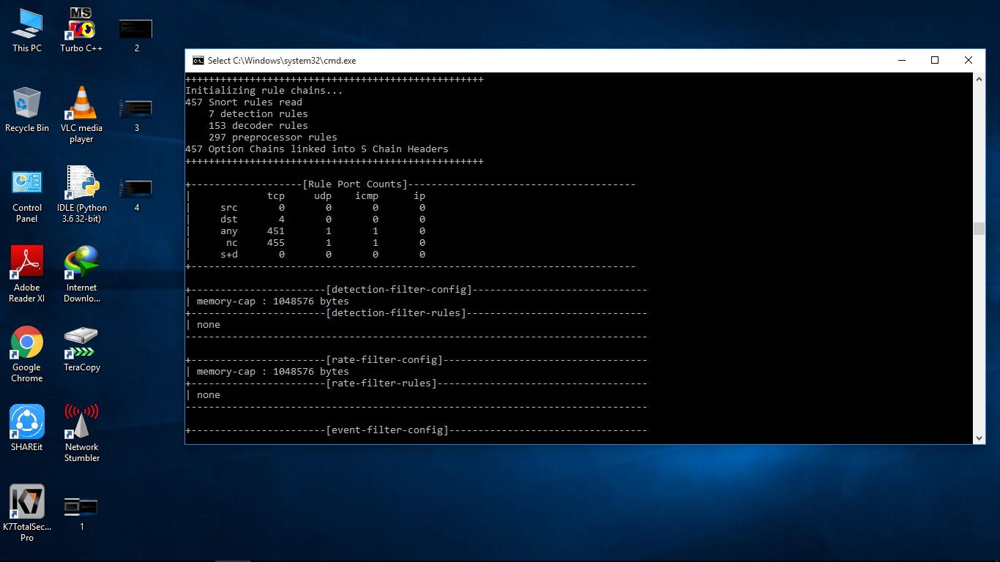 This PC
Turbo C++
2
Recycle Bin
VLC media
player
3
Control
Panel
IDLE (Python
3.6 32-bit)
4
Adobe
Reader XI
Internet
Downlo...
Google
Chrome
TeraCopy
SHAREit
Network
Stumbler
K7TotalSec...
Pro
1
MS
Select C:\Windows\system32\cmd.exe
+++++++++++++++++++++++++++++++++++++++++++++++++++
Initializing rule chains...
457 Snort rules read
    7 detection rules
    153 decoder rules
    297 preprocessor rules
457 Option Chains linked into 5 Chain Headers
+++++++++++++++++++++++++++++++++++++++++++++++++++
+-------------------[Rule Port Counts]---------------------------------------
|             tcp     udp    icmp      ip
|     src       0       0       0       0
|     dst       4       0       0       0
|     any     451       1       1       0
|      nc     455       1       1       0
|     s+d       0       0       0       0
+----------------------------------------------------------------------------
+-----------------------[detection-filter-config]------------------------------
| memory-cap : 1048576 bytes
+-----------------------[detection-filter-rules]-------------------------------
| none
-------------------------------------------------------------------------------
+-----------------------[rate-filter-config]-----------------------------------
| memory-cap : 1048576 bytes
+-----------------------[rate-filter-rules]------------------------------------
| none
-------------------------------------------------------------------------------
+-----------------------[event-filter-config]----------------------------------